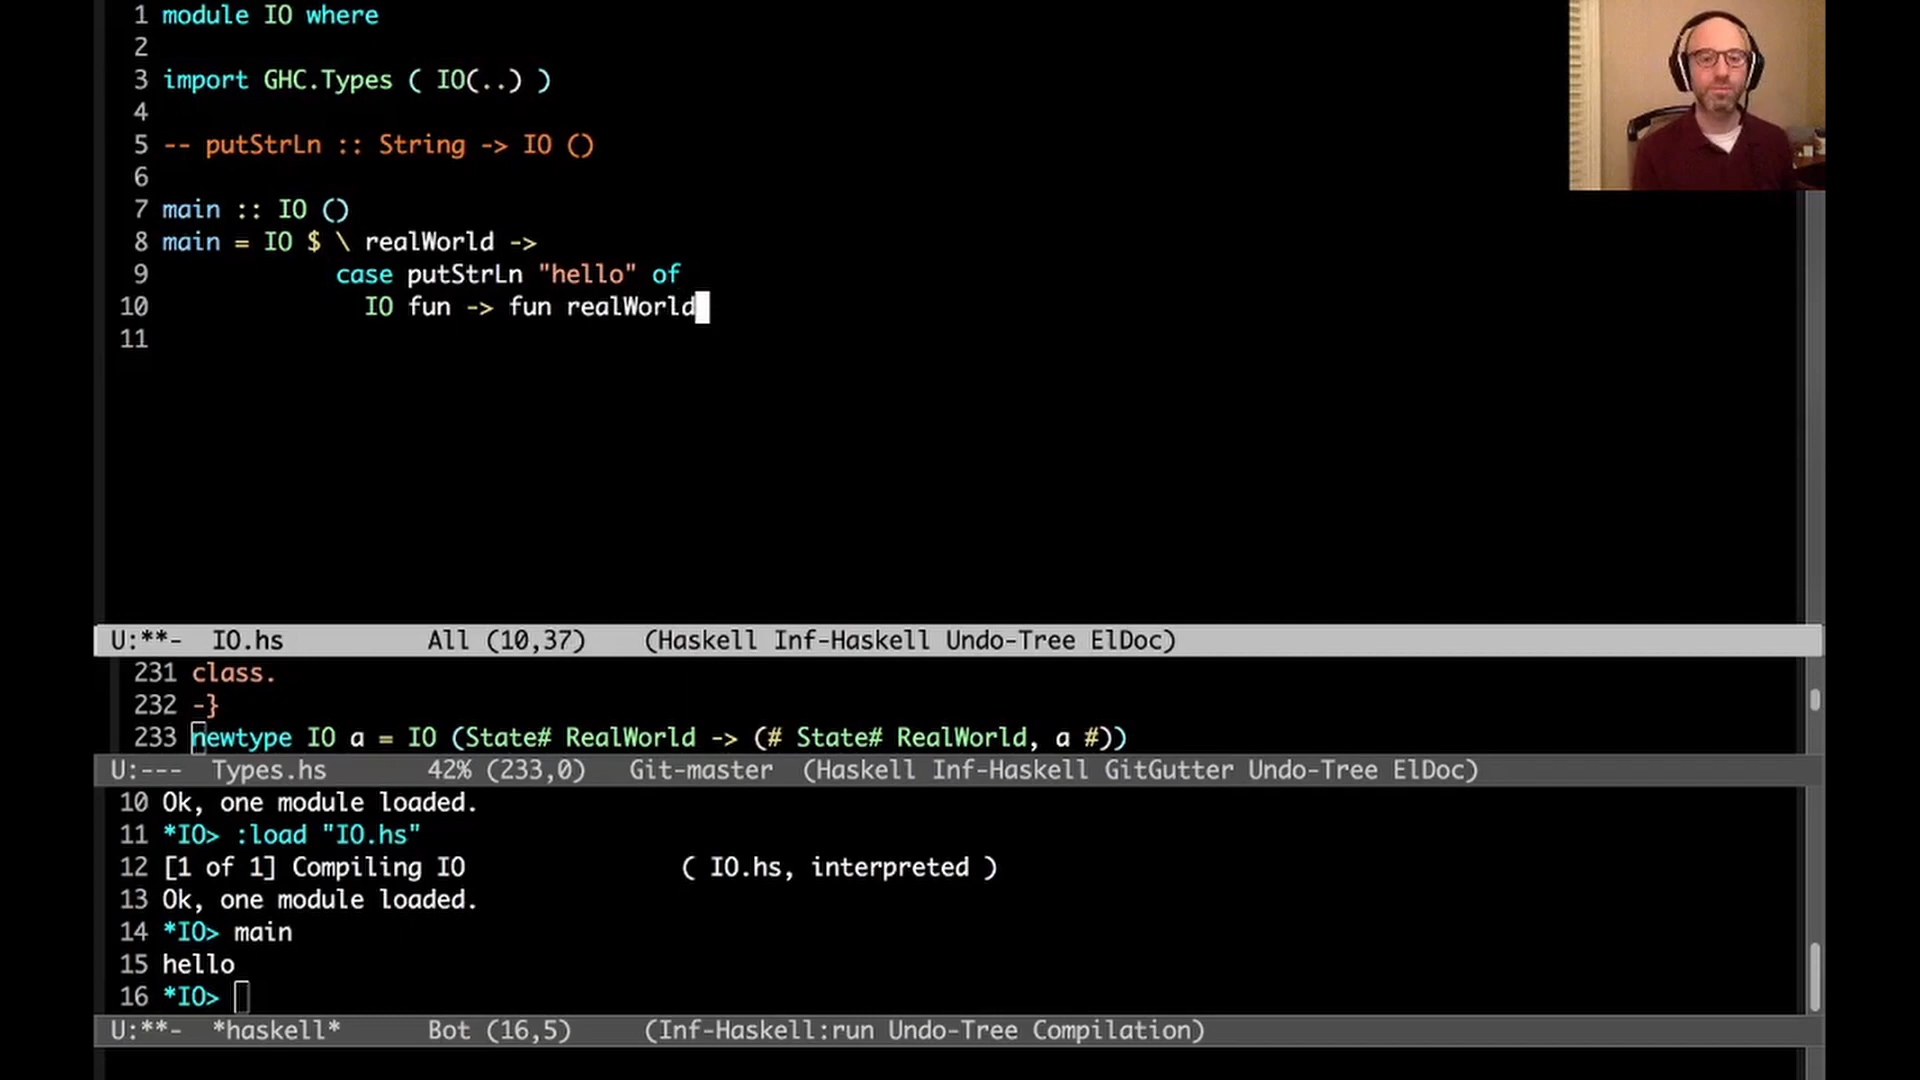 1 module IO where
2
3 import GHC.Types ( IO(..) )
4
5 -- putStrLn :: String -> IO ()
6
7 main :: IO ()
8 main = IO $ \ realWorld ->
9             case putStrLn "hello" of
10               IO fun -> fun realWorld
11
U:**-  IO.hs          All (10,37)    (Haskell Inf-Haskell Undo-Tree ElDoc)
231 class.
232 -}
233 newtype IO a = IO (State# RealWorld -> (# State# RealWorld, a #))
U:---  Types.hs       42% (233,0)   Git-master  (Haskell Inf-Haskell GitGutter Undo-Tree ElDoc)
10 Ok, one module loaded.
11 *IO> :load "IO.hs"
12 [1 of 1] Compiling IO               ( IO.hs, interpreted )
13 Ok, one module loaded.
14 *IO> main
15 hello
16 *IO>
U:**-  *haskell*      Bot (16,5)     (Inf-Haskell:run Undo-Tree Compilation)